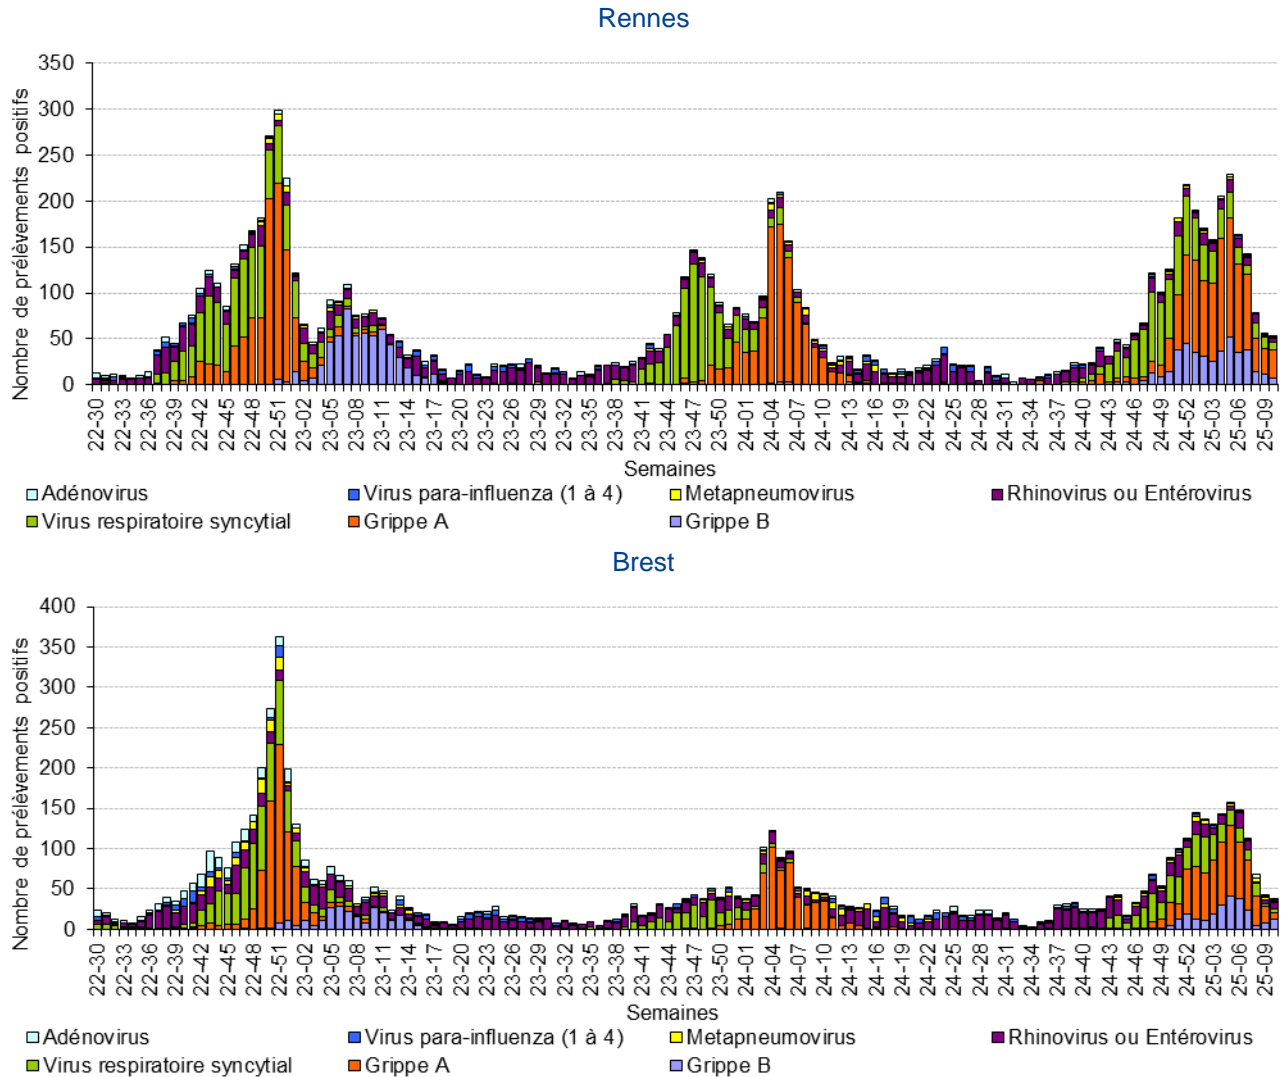 Rennes
Nombre de prélèvements positifs
350
300
250
200
150
100
50
0
22-30 22-33 22-36 22-39 22-42 22-45 22-48 22-51 23-02 23-05 23-08 23-11 23-14 23-17 23-20 23-23 23-26 23-29 23-32 23-35 23-38 23-41 23-44 23-47 23-50 24-01 24-04 24-07 24-10 24-13 24-16 24-19 24-22 24-25 24-28 24-31 24-34 24-37 24-40 24-43 24-46 24-49 24-52 25-03 25-06 25-09
Semaines
Adénovirus Virus para-influenza (1 à 4) Metapneumovirus Rhinovirus ou Entérovirus
Virus respiratoire syncytial Grippe A Grippe B
Brest
Nombre de prélèvements positifs
400
350
300
250
200
150
100
50
0
22-30 22-33 22-36 22-39 22-42 22-45 22-48 22-51 23-02 23-05 23-08 23-11 23-14 23-17 23-20 23-23 23-26 23-29 23-32 23-35 23-38 23-41 23-44 23-47 23-50 24-01 24-04 24-07 24-10 24-13 24-16 24-19 24-22 24-25 24-28 24-31 24-34 24-37 24-40 24-43 24-46 24-49 24-52 25-03 25-06 25-09
Semaines
Adénovirus Virus para-influenza (1 à 4) Metapneumovirus Rhinovirus ou Entérovirus
Virus respiratoire syncytial Grippe A Grippe B